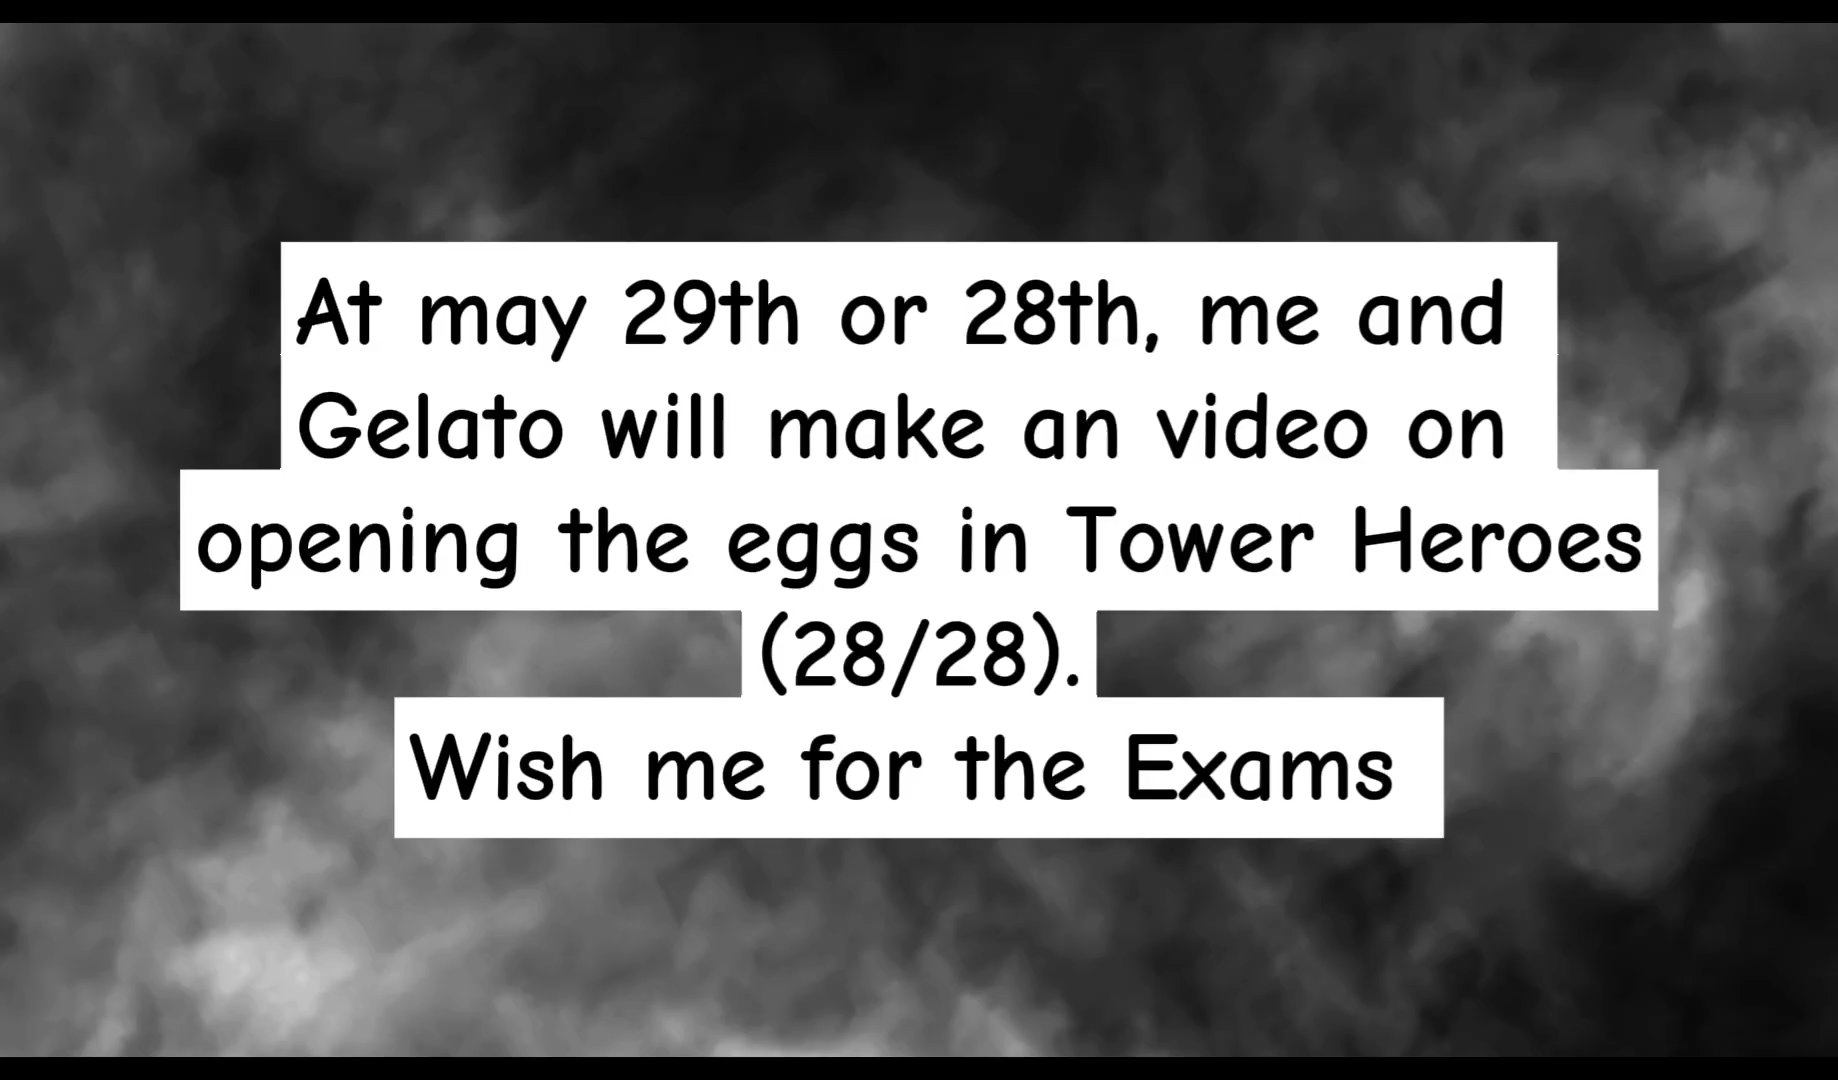 At may 29th or 28th, me and
Gelato will make an video on
opening the eggs in Tower Heroes
(28/28).
Wish me for the Exams